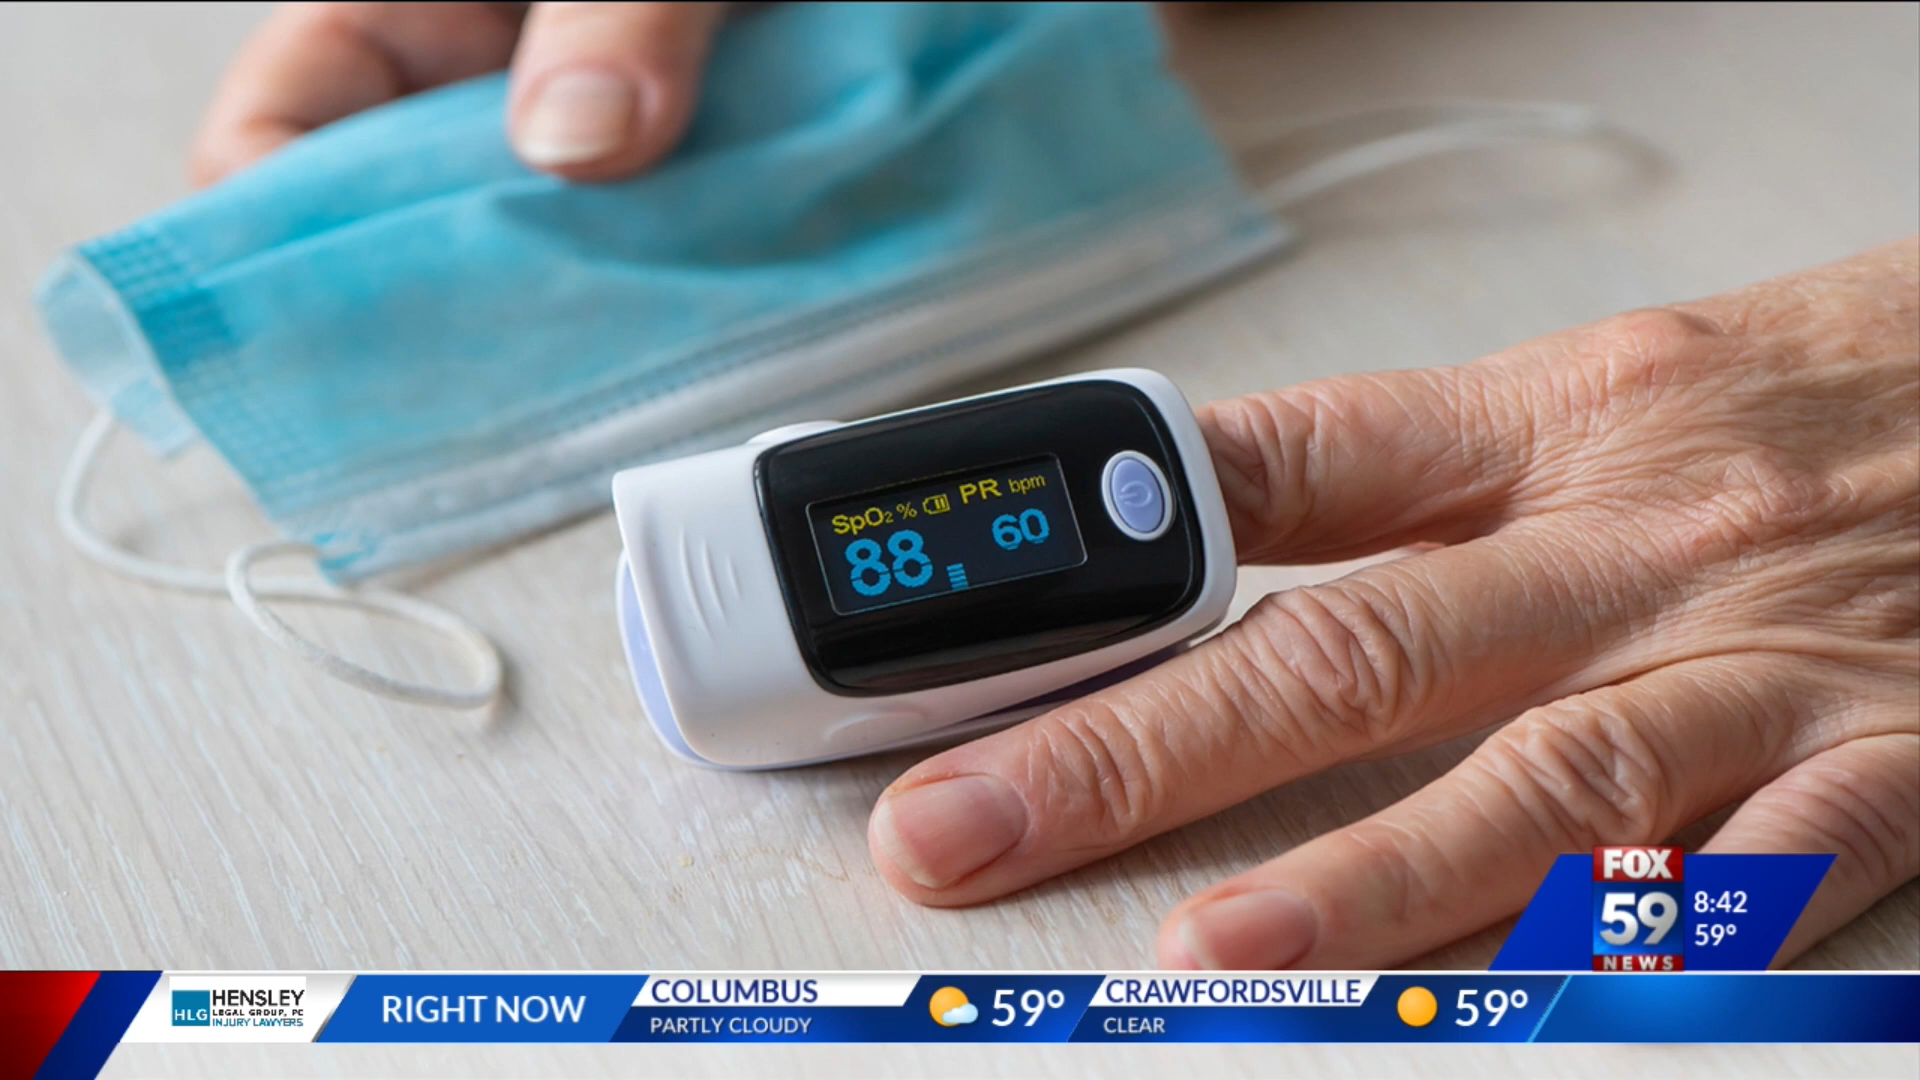 SpO₂ % PR bpm
88 60
FOX
59
NEWS
8:42
59°
HLG
HENSLEY
LEGAL GROUP, PC
INJURY LAWYERS
RIGHT NOW
COLUMBUS
PARTLY CLOUDY
59°
CRAWFORDSVILLE
CLEAR
59°